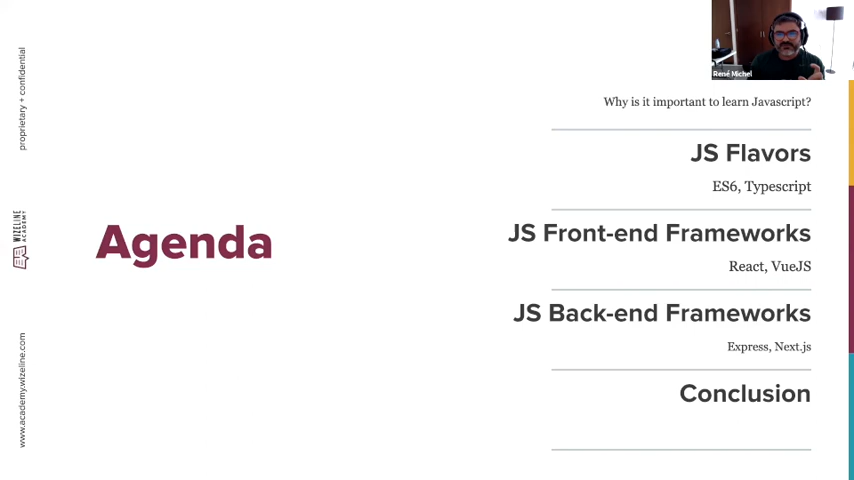 proprietary + confidential
WIZELINE
ACADEMY
www.academy.wizeline.com
Agenda
René Michel
Why is it important to learn Javascript?
JS Flavors
ES6, Typescript
JS Front-end Frameworks
React, VueJS
JS Back-end Frameworks
Express, Next.js
Conclusion